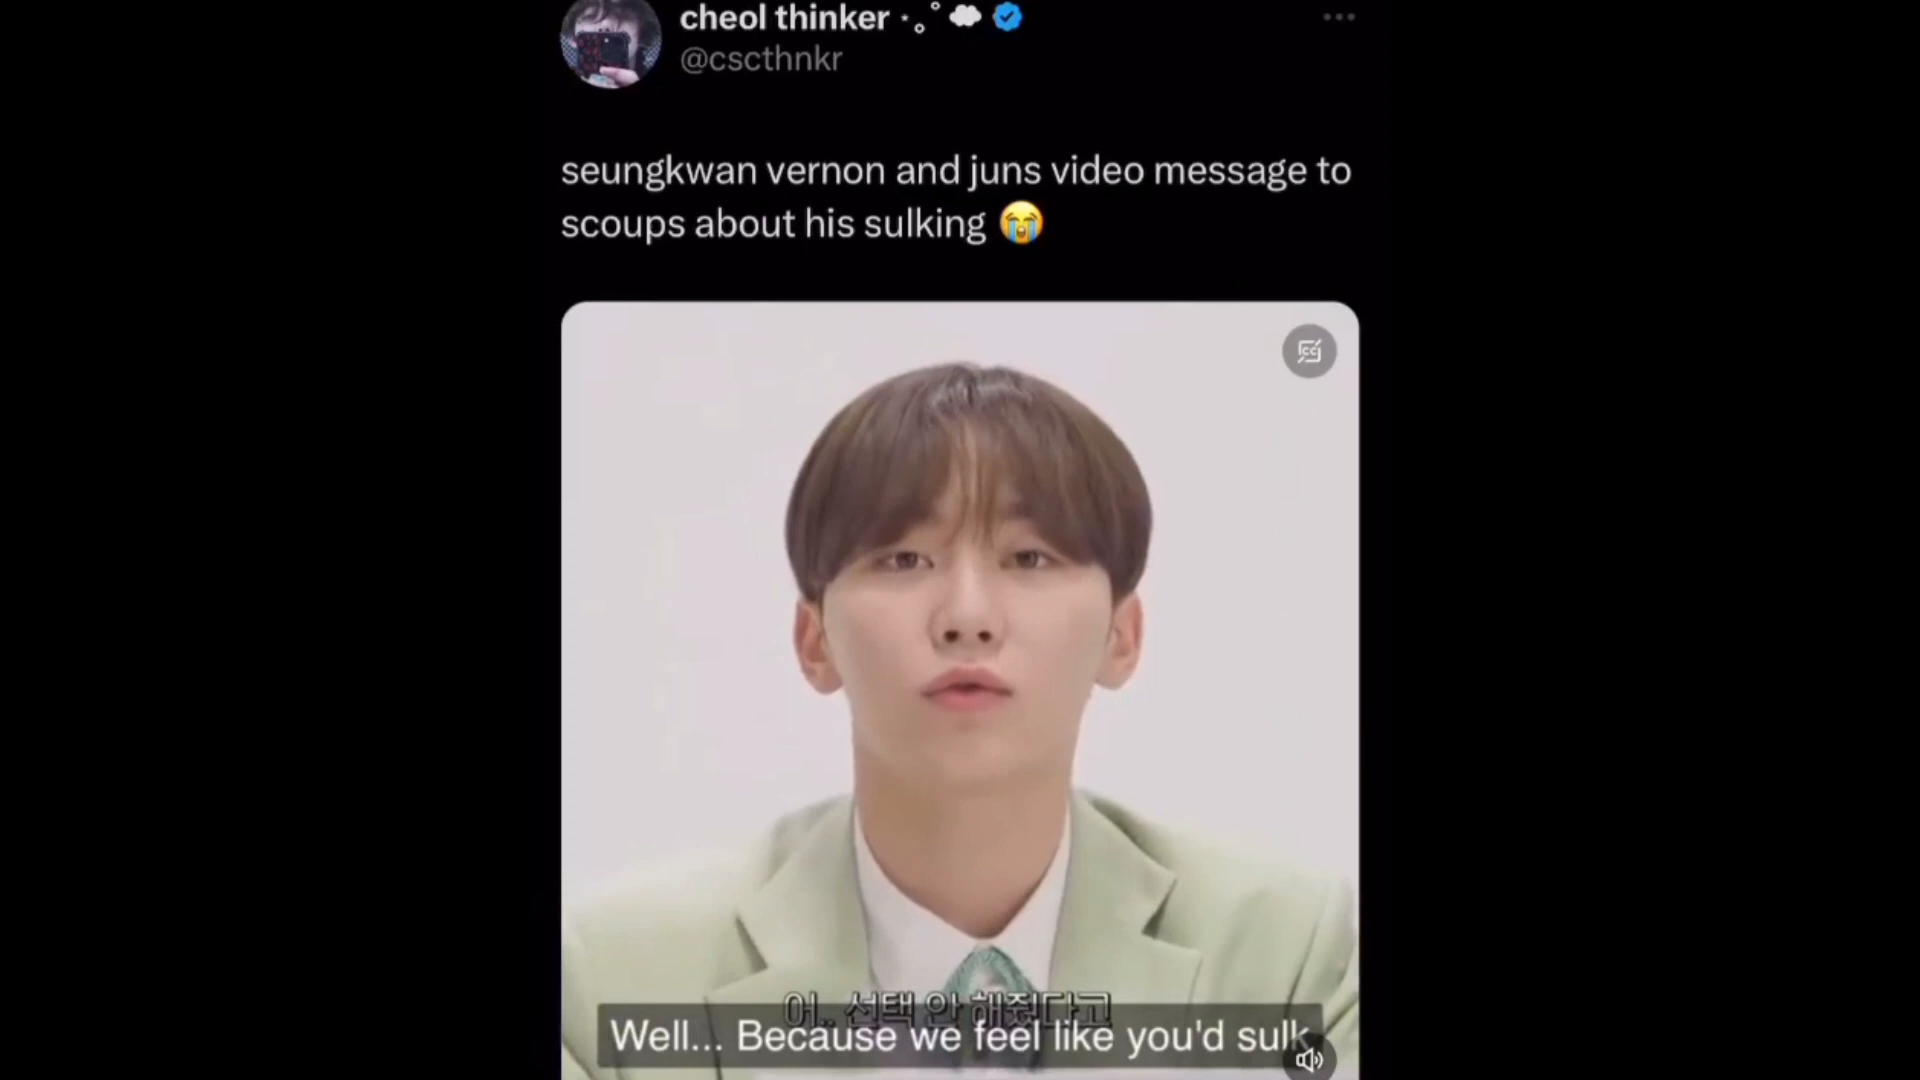 cheol thinker ⋆｡˚ ☁️
@cscthnkr
seungkwan vernon and juns video message to
scoups about his sulking 😭
어.. 선택 안 해줬다고
Well... Because we feel like you'd sulk